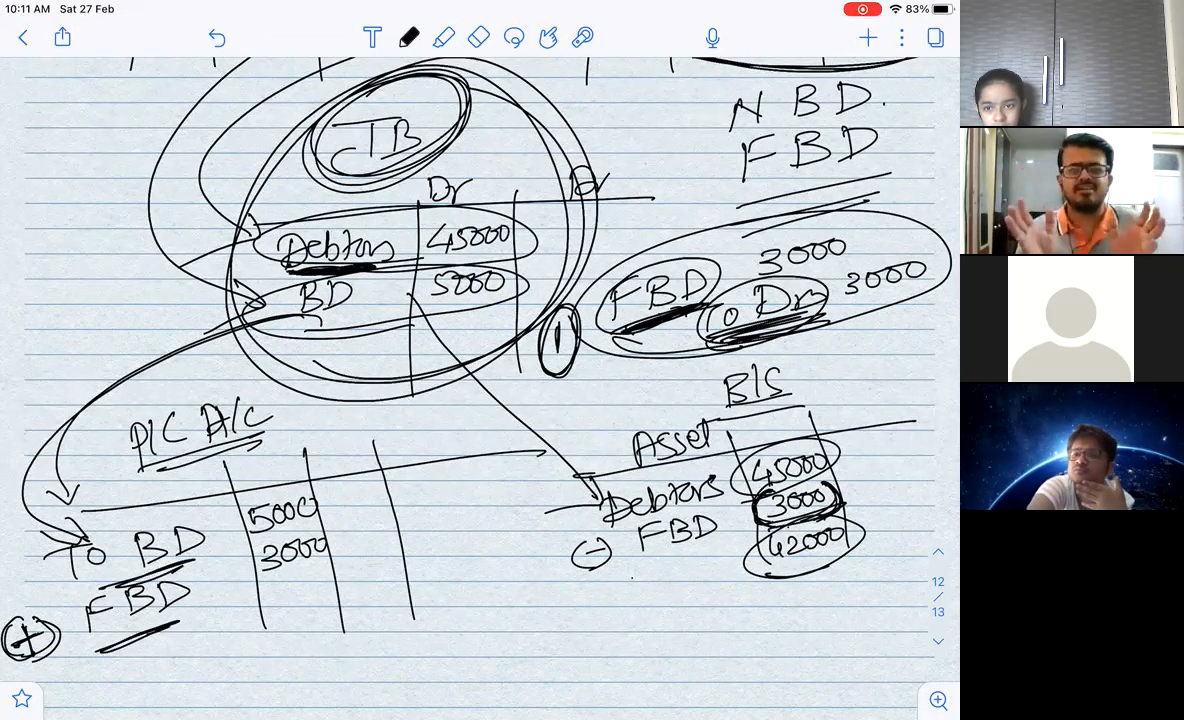 10:11 AM Sat 27 Feb
83%
N B D.
F B D
TB
Dr
Debtors 45000
BD 5000
3000
FBD
To Dr 3000
1
B/S
P/L A/C
Asset
Debtors 45000
(-) FBD 3000
42000
To BD 5000
+ FBD 3000
12
/
13